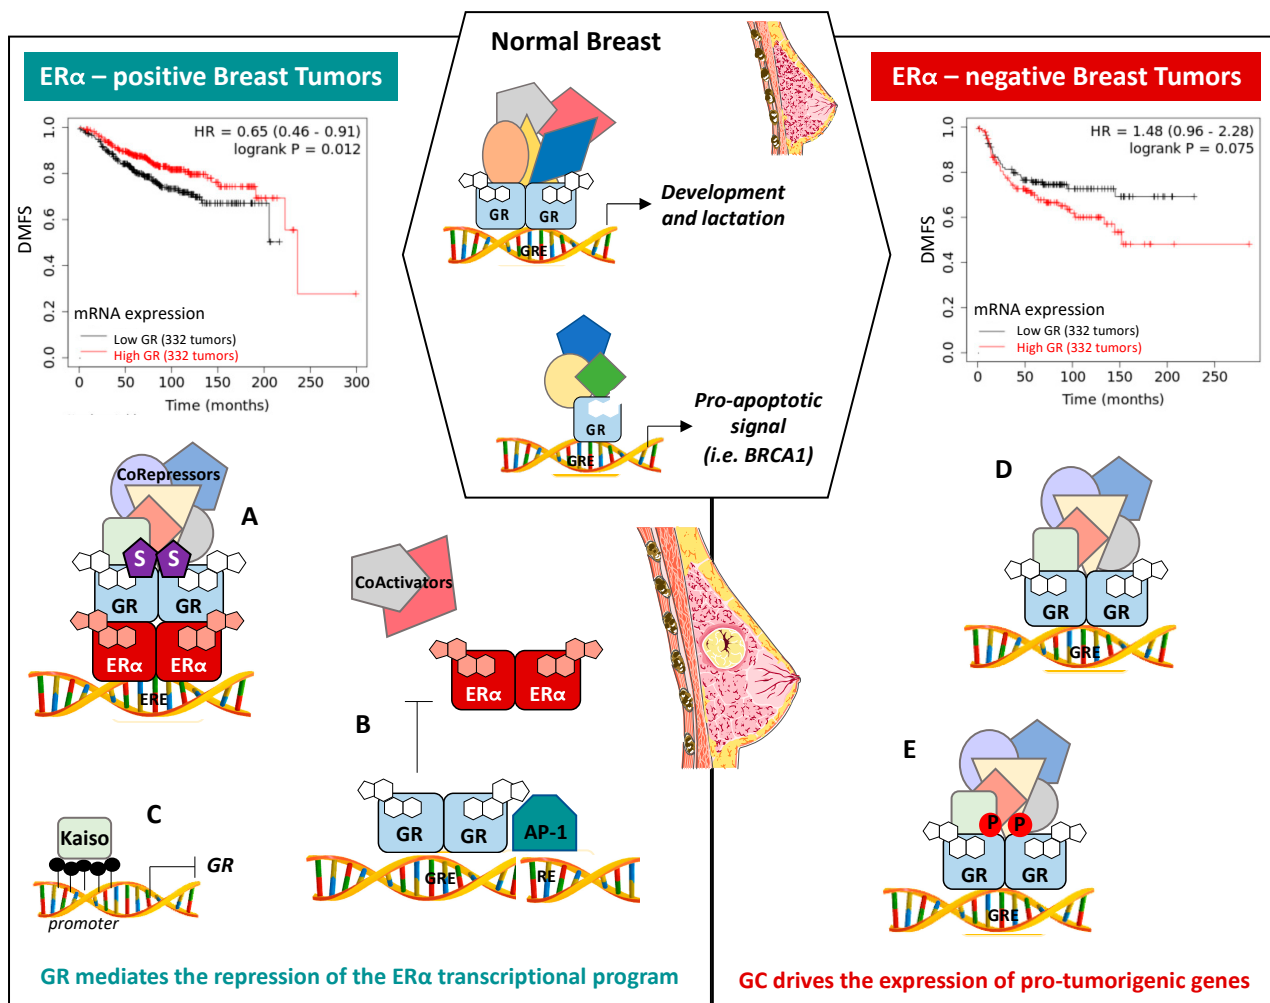 Normal Breast
GR
GR
GRE
Development
and lactation
GR
GRE
Pro-apoptotic
signal
(i.e. BRCA1)
ERα – positive Breast Tumors
HR = 0.65 (0.46 - 0.91)
logrank P = 0.012
DMFS
1.0
0.8
0.6
0.4
0.2
0.0
mRNA expression
Low GR (332 tumors)
High GR (332 tumors)
0 50 100 150 200 250 300
Time (months)
ERα – negative Breast Tumors
HR = 1.48 (0.96 - 2.28)
logrank P = 0.075
DMFS
1.0
0.8
0.6
0.4
0.2
0.0
mRNA expression
Low GR (332 tumors)
High GR (332 tumors)
0 50 100 150 200 250
Time (months)
A
CoRepressors
S S
GR GR
ERα ERα
ERE
B
CoActivators
ERα ERα
GR GR AP-1
GRE RE
C
Kaiso
GR
promoter
D
GR GR
GRE
E
P P
GR GR
GRE
GR mediates the repression of the ERα transcriptional program
GC drives the expression of pro-tumorigenic genes